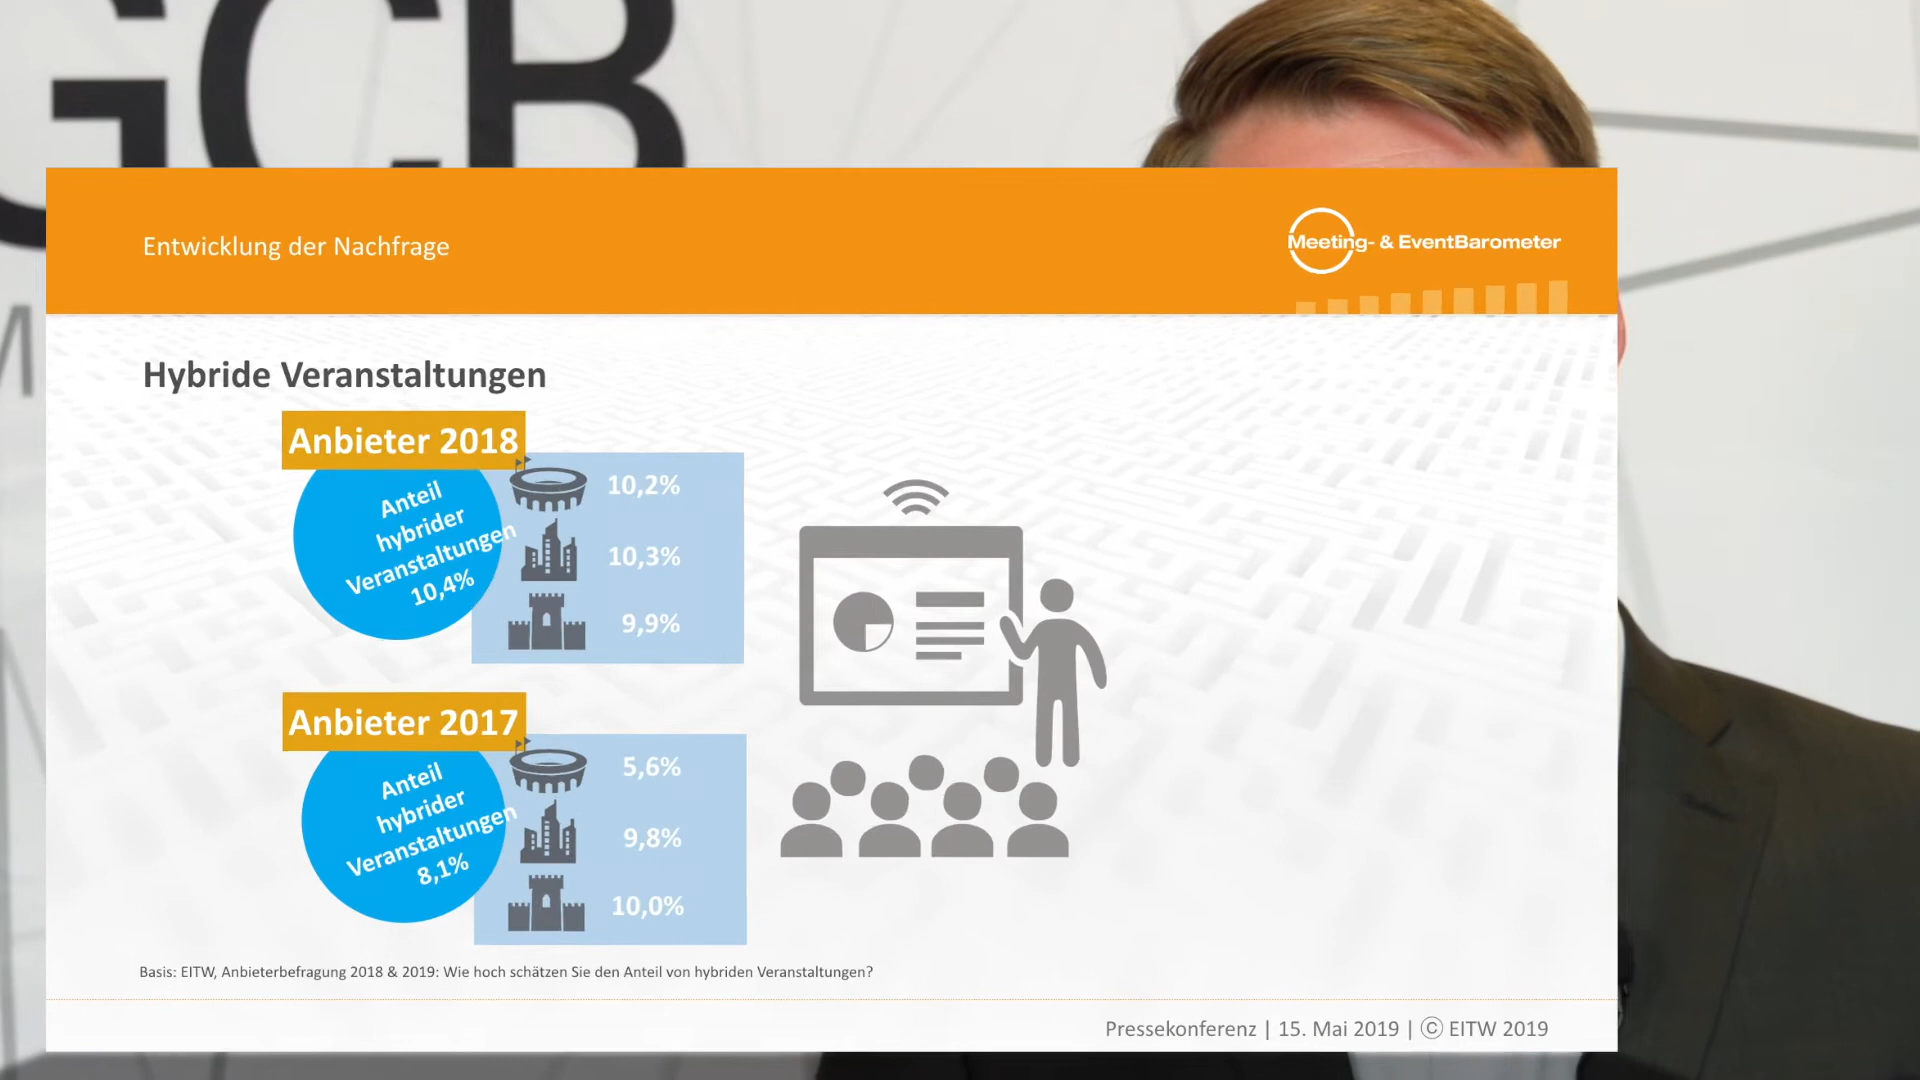 GCB
M
Entwicklung der Nachfrage
Meeting- & EventBarometer
Hybride Veranstaltungen
Anbieter 2018
Anteil
hybrider
Veranstaltungen
10,4%
10,2%
10,3%
9,9%
Anbieter 2017
Anteil
hybrider
Veranstaltungen
8,1%
5,6%
9,8%
10,0%
Basis: EITW, Anbieterbefragung 2018 & 2019: Wie hoch schätzen Sie den Anteil von hybriden Veranstaltungen?
Pressekonferenz | 15. Mai 2019 | Ⓒ EITW 2019